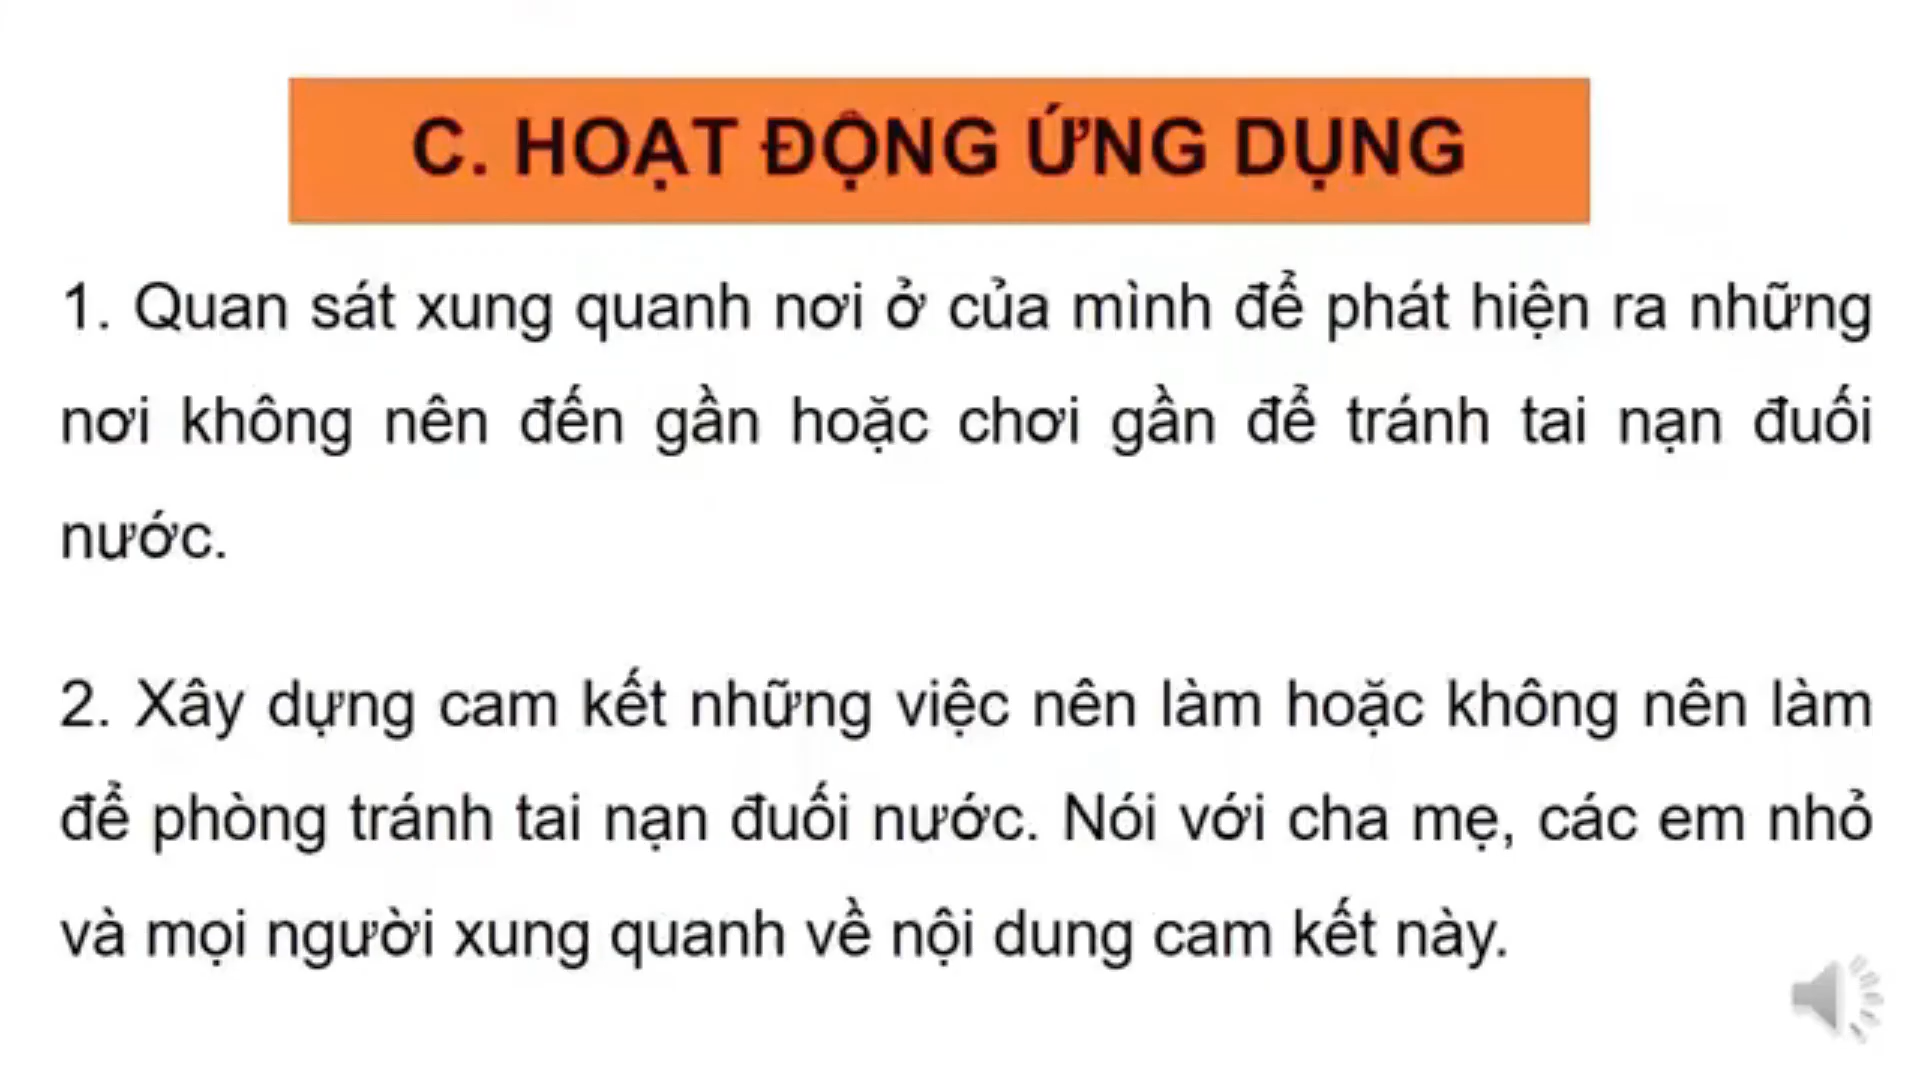 C. HOẠT ĐỘNG ỨNG DỤNG
1. Quan sát xung quanh nơi ở của mình để phát hiện ra những
nơi không nên đến gần hoặc chơi gần để tránh tai nạn đuối
nước.
2. Xây dựng cam kết những việc nên làm hoặc không nên làm
để phòng tránh tai nạn đuối nước. Nói với cha mẹ, các em nhỏ
và mọi người xung quanh về nội dung cam kết này.